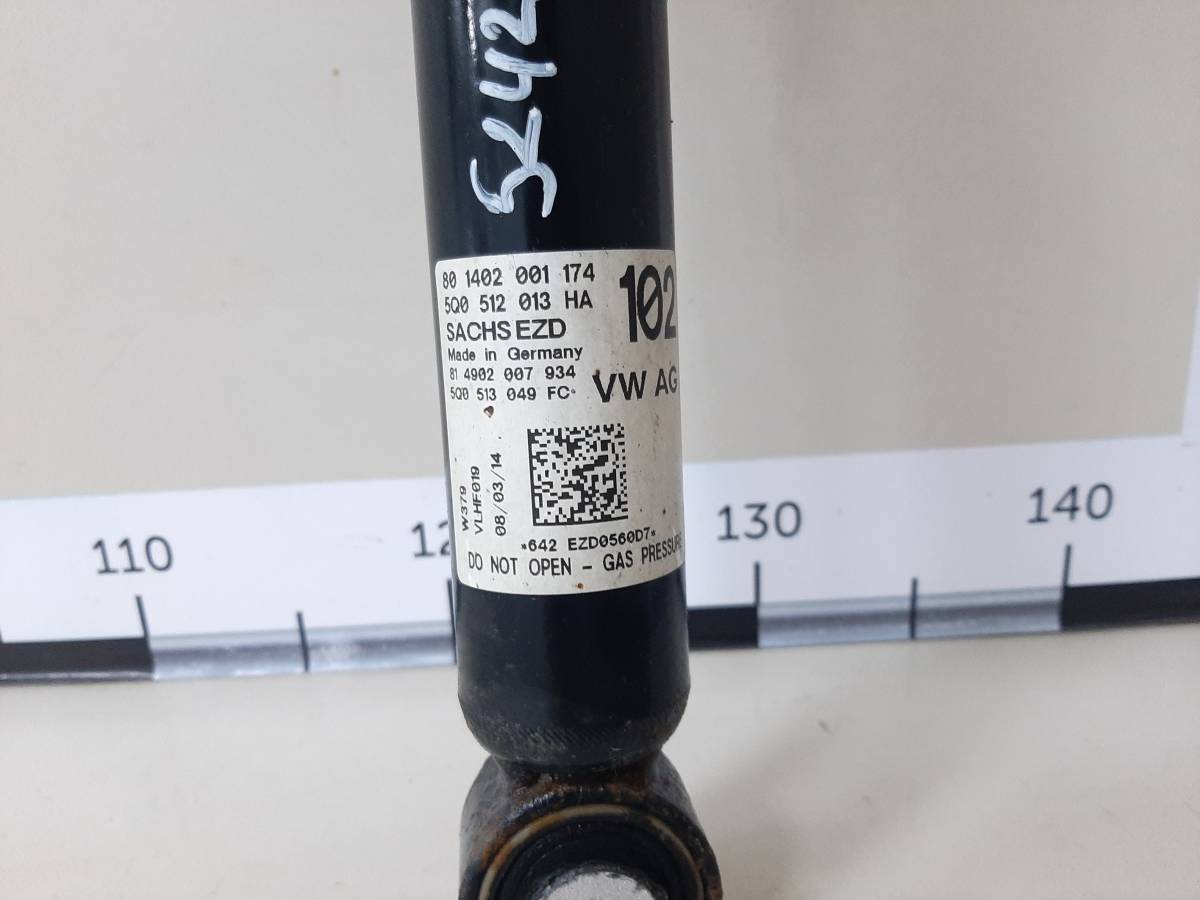 5242
80 1402 001 174
5Q0 512 013 HA
102
SACHS EZD
Made in Germany
81 4902 007 934
5Q0 513 049 FC
VW AG
W379
VLHF019
08/03/14
*642 EZD0560D7*
DO NOT OPEN - GAS PRESSURE
110
130
140